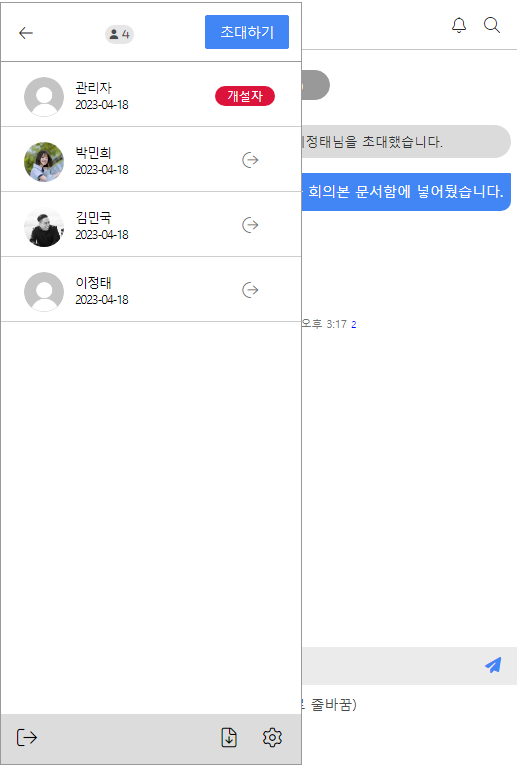 4
초대하기
관리자
2023-04-18
개설자
박민희
2023-04-18
김민국
2023-04-18
이정태
2023-04-18
이정태님을 초대했습니다.
회의본 문서함에 넣어뒀습니다.
오후 3:17 2
줄바꿈)